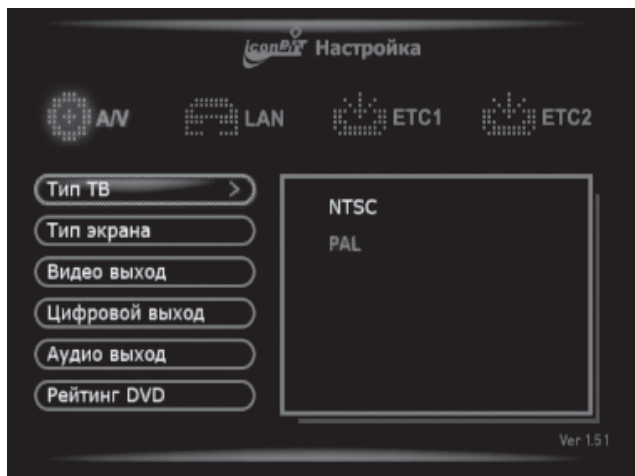 iconBIT Настройка
A/V LAN ETC1 ETC2
Тип ТВ >
Тип экрана
Видео выход
Цифровой выход
Аудио выход
Рейтинг DVD
NTSC
PAL
Ver 1.51